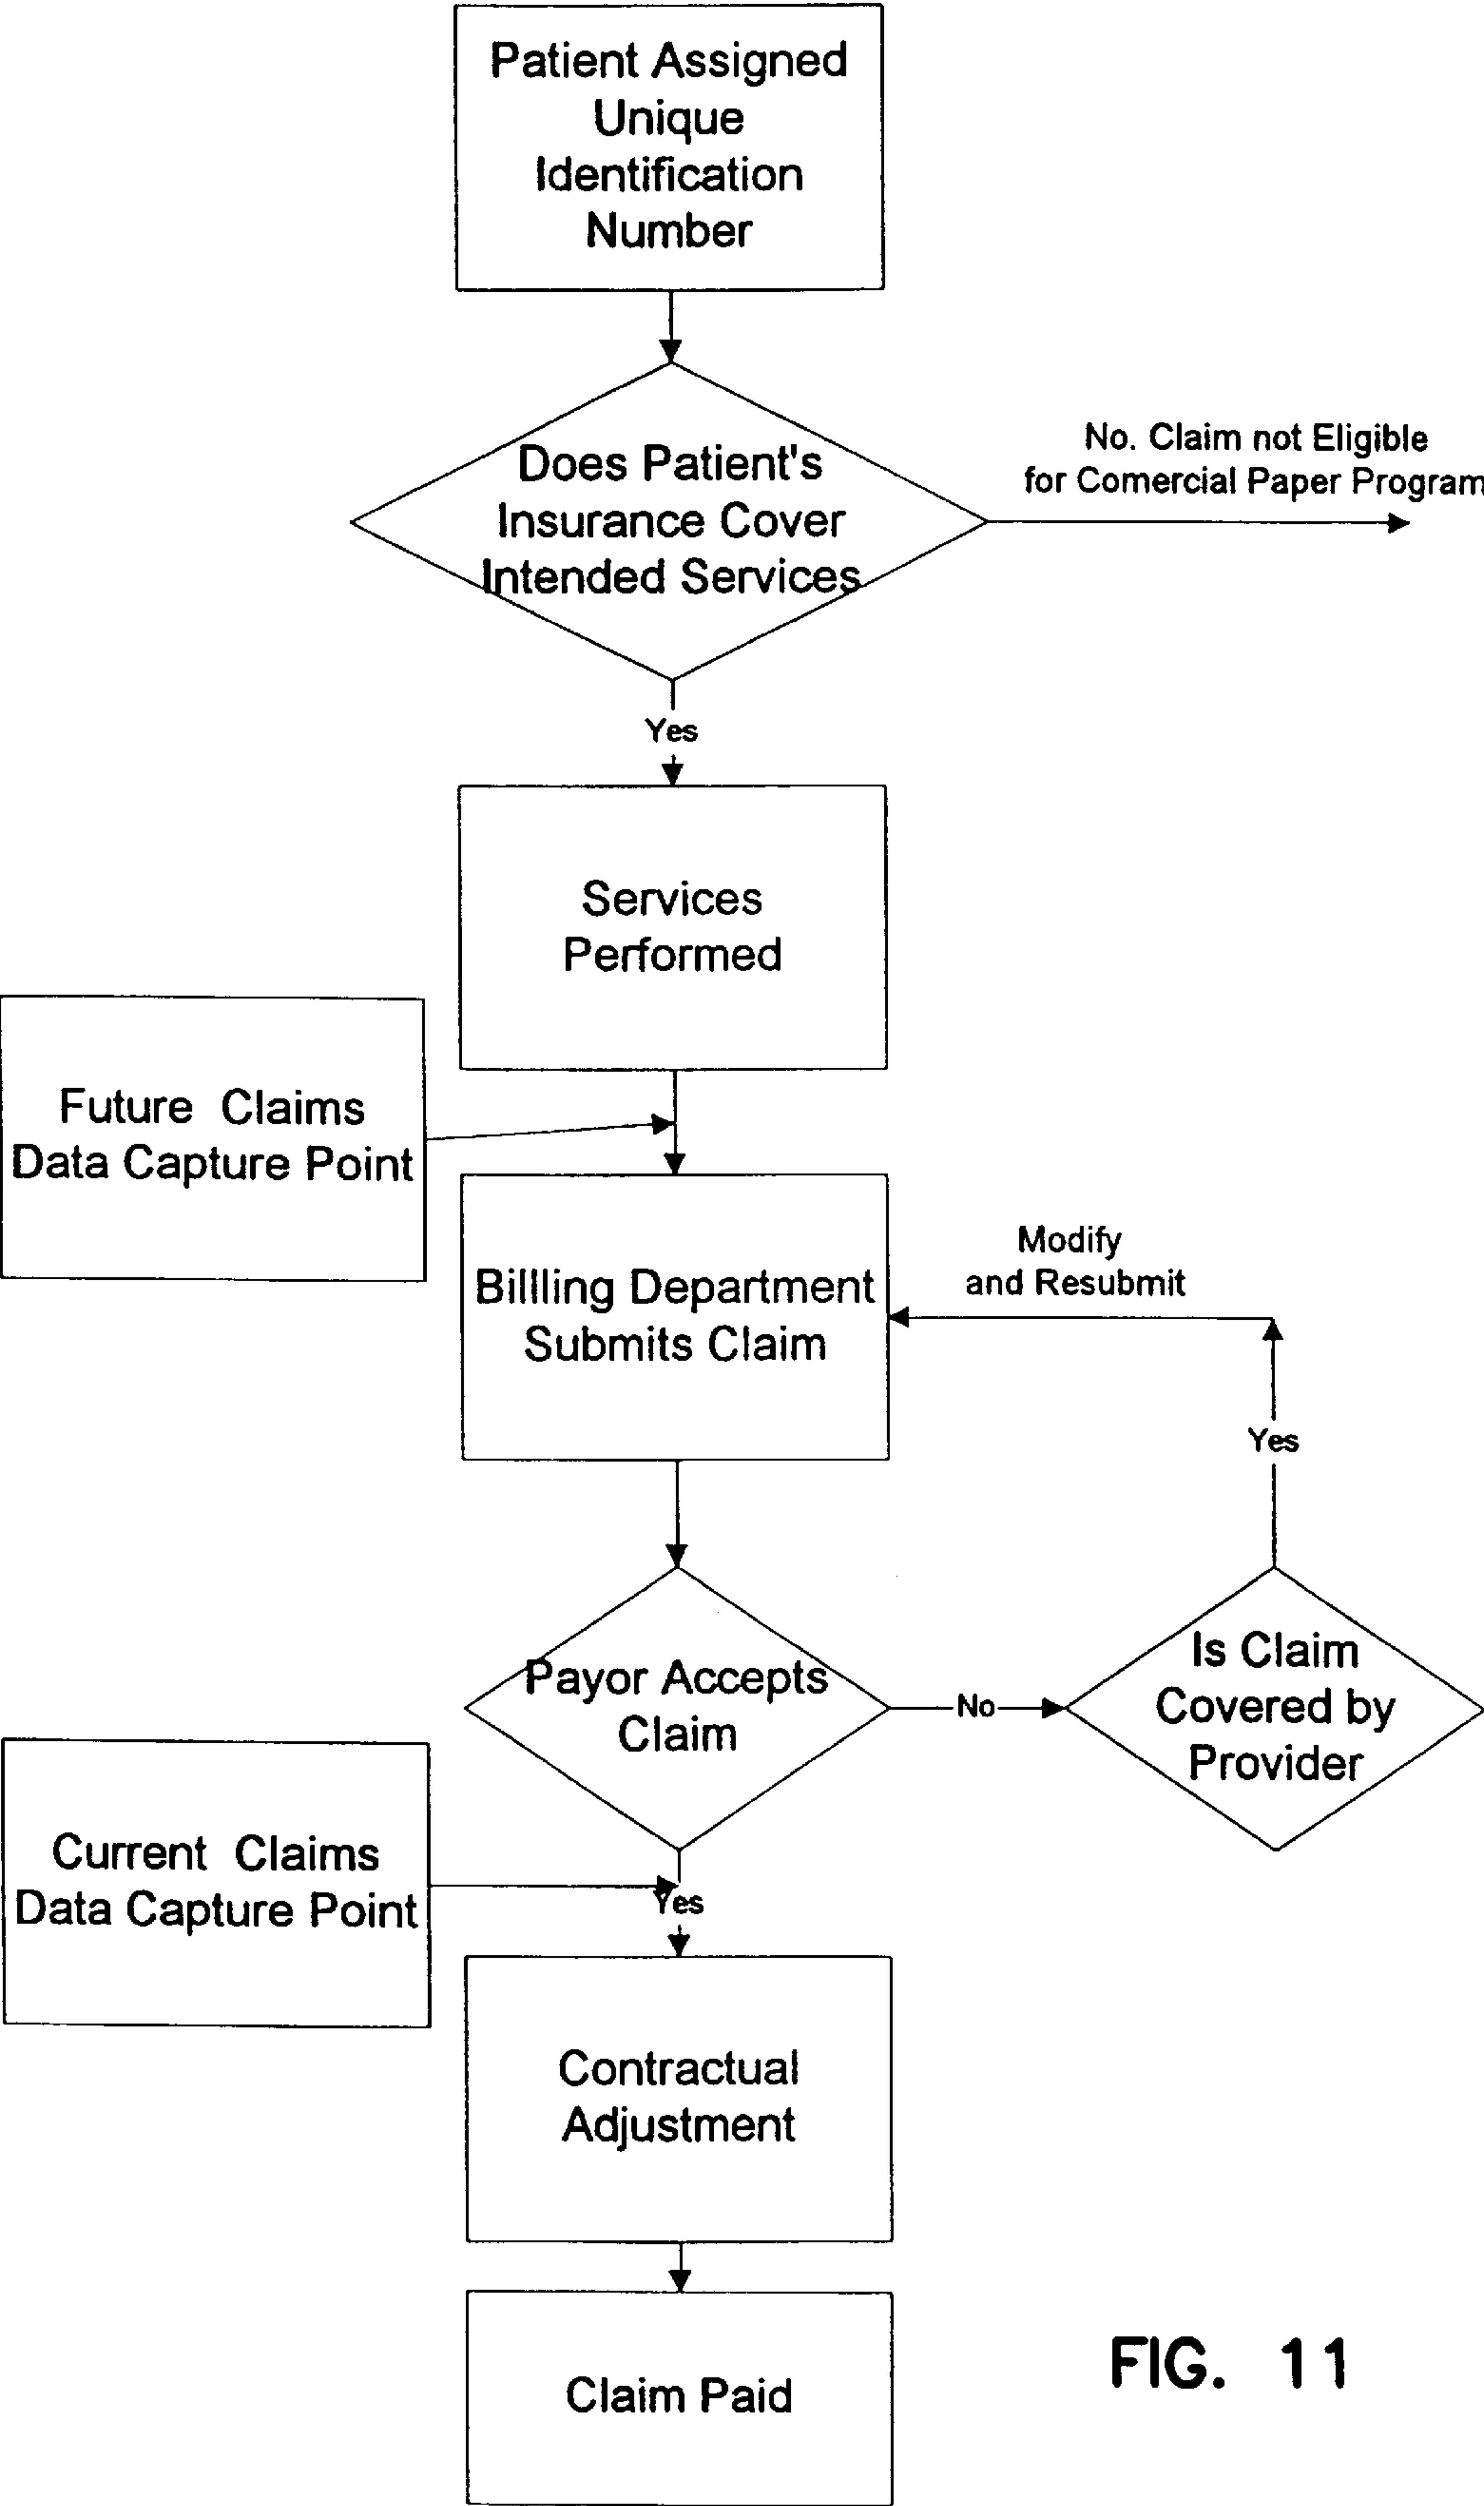 Patient Assigned
Unique
Identification
Number
Does Patient's
Insurance Cover
Intended Services
No. Claim not Eligible
for Comercial Paper Program
Yes
Services
Performed
Future Claims
Data Capture Point
Billling Department
Submits Claim
Modify
and Resubmit
Yes
Payor Accepts
Claim
No
Is Claim
Covered by
Provider
Current Claims
Data Capture Point
Yes
Contractual
Adjustment
Claim Paid
FIG. 11